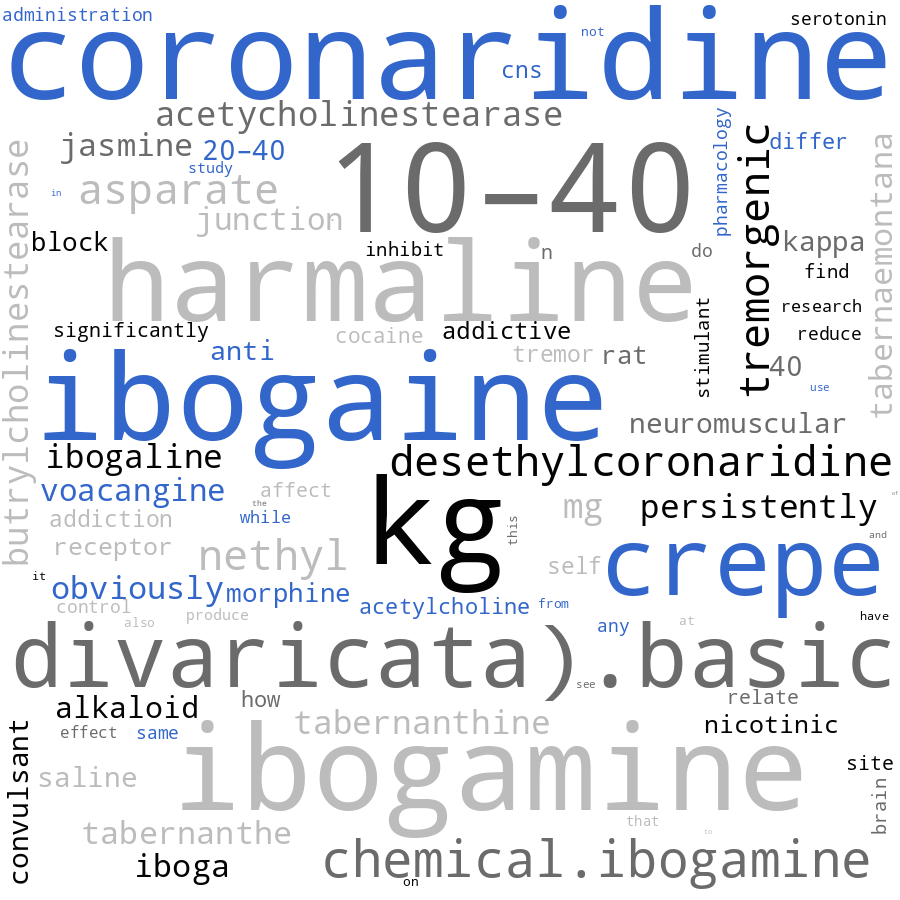 administration
serotonin
not
coronaridine
cns
acetycholinestearase
jasmine
20-40
study
10-40
pharmacology
tremorgenic
differ
tabernaemontana
butrylcholinestearase
in
asparate
junction
block
harmaline
inhibit
n
do
kappa
find
significantly
cocaine
addictive
stimulant
research
reduce
anti
tremor
rat
40
use
ibogaine
neuromuscular
ibogaline
desethylcoronaridine
voacangine
affect
kg
mg
persistently
of
the
while
this
addiction
receptor
nethyl
self
crepe
and
it
obviously
morphine
acetylcholine
from
control
produce
also
any
at
have
divaricata).basic
see
alkaloid
how
relate
effect
same
tabernanthine
nicotinic
convulsant
ibogamine
site
saline
brain
tabernanthe
that
to
iboga
chemical.ibogamine
on